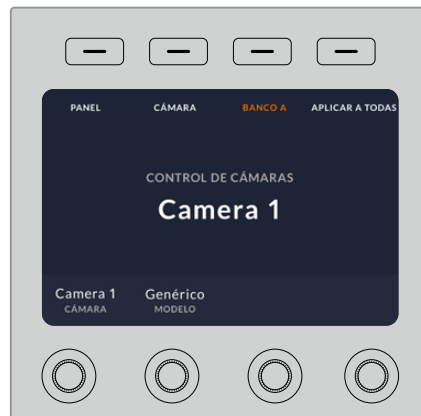 PANEL CÁMARA BANCO A APLICAR A TODAS
CONTROL DE CÁMARAS
Camera 1
Camera 1 Genérico
CÁMARA MODELO